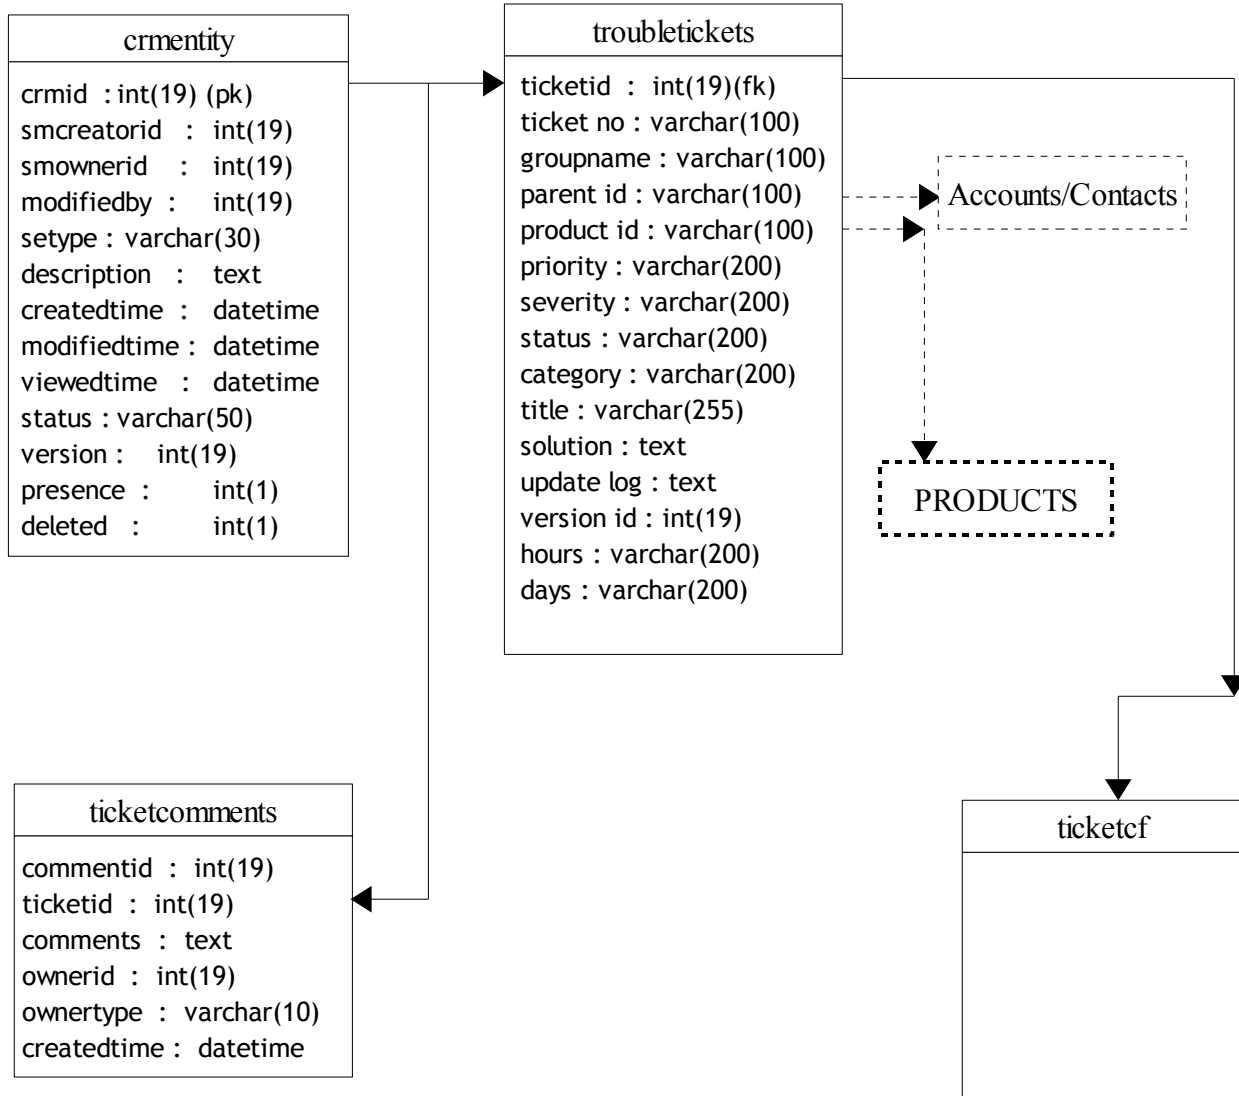 crmentity
crmid : int(19) (pk)
smcreatorid : int(19)
smownerid : int(19)
modifiedby : int(19)
setype : varchar(30)
description : text
createdtime : datetime
modifiedtime : datetime
viewedtime : datetime
status : varchar(50)
version : int(19)
presence : int(1)
deleted : int(1)
troubletickets
ticketid : int(19)(fk)
ticket no : varchar(100)
groupname : varchar(100)
parent id : varchar(100)
product id : varchar(100)
priority : varchar(200)
severity : varchar(200)
status : varchar(200)
category : varchar(200)
title : varchar(255)
solution : text
update log : text
version id : int(19)
hours : varchar(200)
days : varchar(200)
Accounts/Contacts
PRODUCTS
ticketcomments
commentid : int(19)
ticketid : int(19)
comments : text
ownerid : int(19)
ownertype : varchar(10)
createdtime : datetime
ticketcf